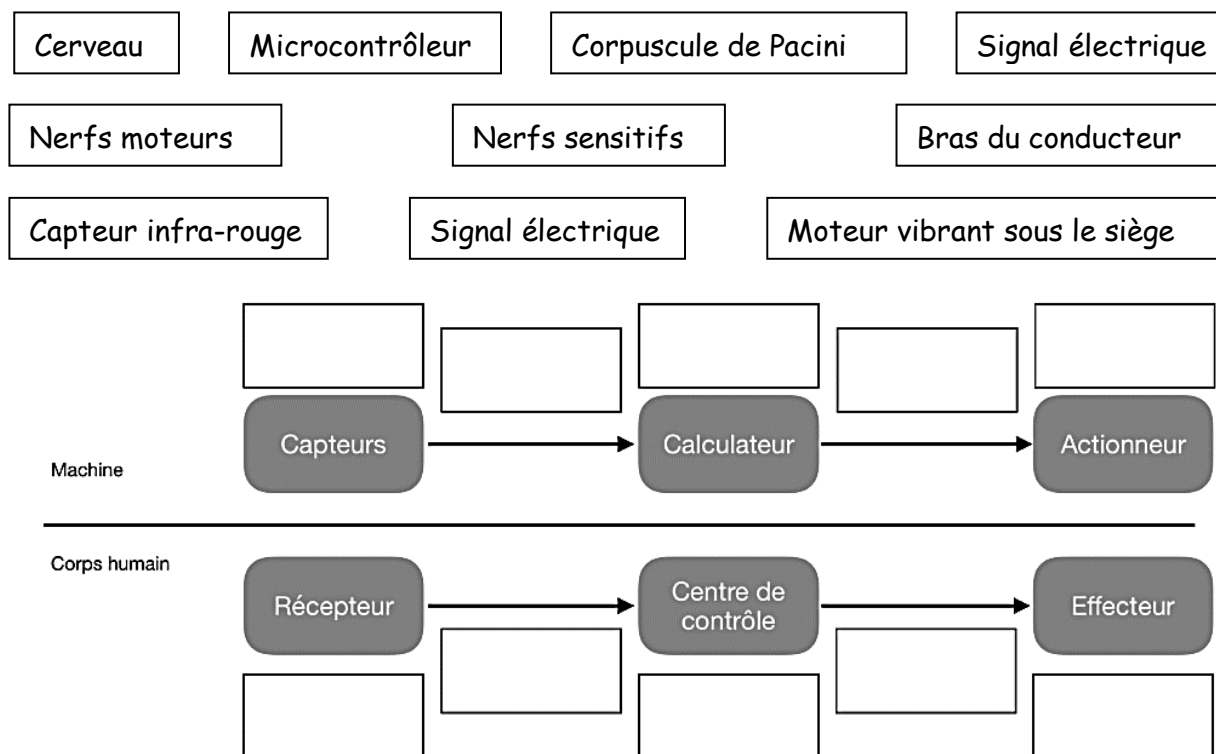 Cerveau
Microcontrôleur
Corpuscule de Pacini
Signal électrique
Nerfs moteurs
Nerfs sensitifs
Bras du conducteur
Capteur infra-rouge
Signal électrique
Moteur vibrant sous le siège
Capteurs
Calculateur
Actionneur
Machine
Corps humain
Récepteur
Centre de
contrôle
Effecteur